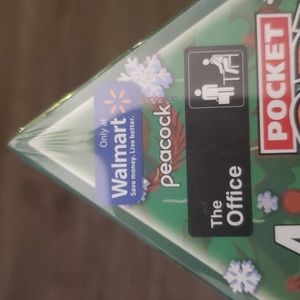 Only at
Walmart
Save money. Live better.
peacock
The
Office
POCKET